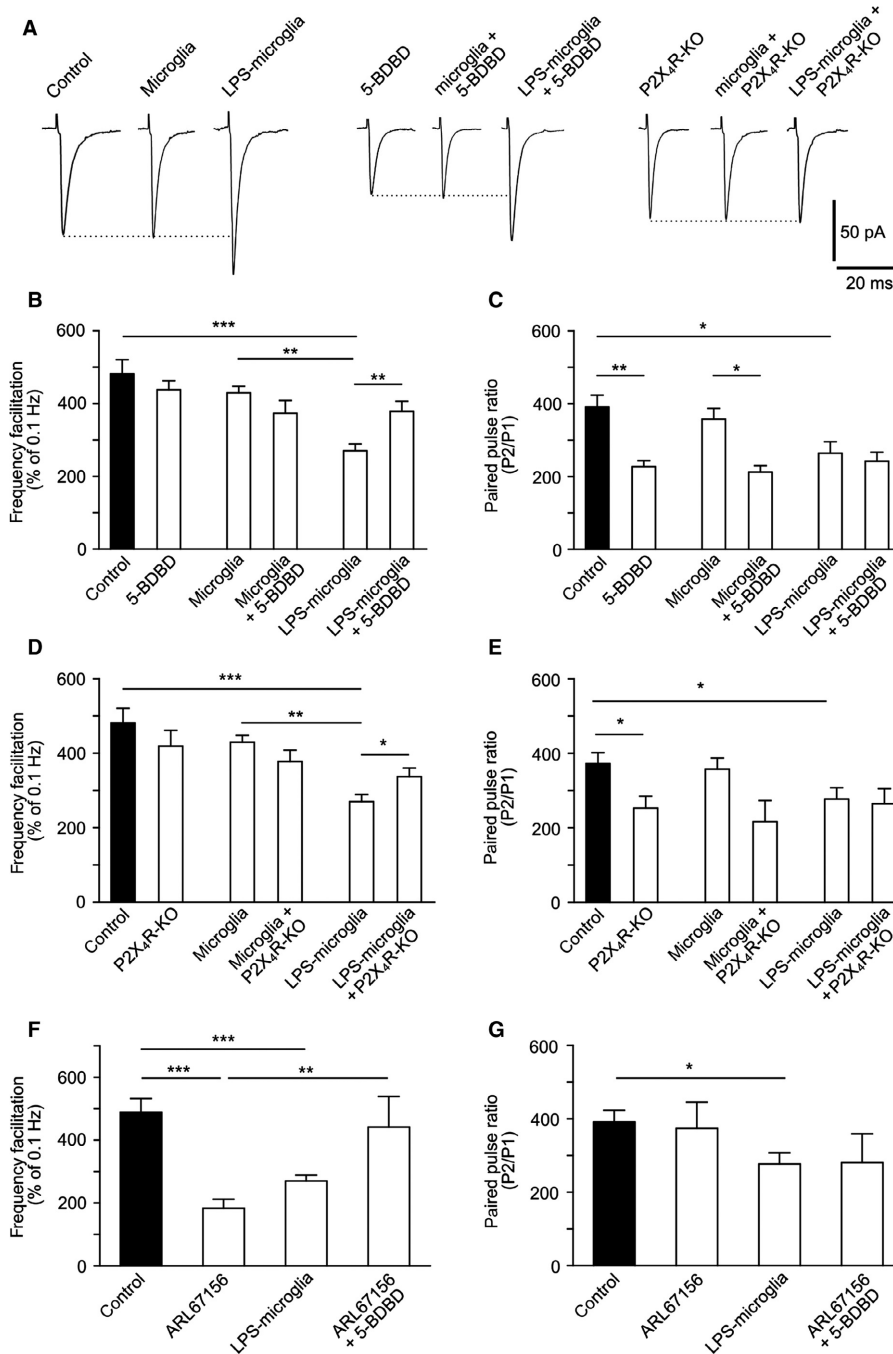 A
Control
Microglia
LPS-microglia
5-BDBD
microglia +
5-BDBD
LPS-microglia
+ 5-BDBD
P2X4R-KO
microglia +
P2X4R-KO
LPS-microglia +
P2X4R-KO
50 pA
20 ms
B
Frequency facilitation
(% of 0.1 Hz)
600
400
200
0
***
**
**
Control
5-BDBD
Microglia
Microglia
+ 5-BDBD
LPS-microglia
LPS-microglia
+ 5-BDBD
C
Paired pulse ratio
(P2/P1)
600
400
200
0
*
**
*
Control
5-BDBD
Microglia
Microglia
+ 5-BDBD
LPS-microglia
LPS-microglia
+ 5-BDBD
D
Frequency facilitation
(% of 0.1 Hz)
600
400
200
0
***
**
*
Control
P2X4R-KO
Microglia
Microglia +
P2X4R-KO
LPS-microglia
LPS-microglia
+ P2X4R-KO
E
Paired pulse ratio
(P2/P1)
600
400
200
0
*
*
Control
P2X4R-KO
Microglia
Microglia +
P2X4R-KO
LPS-microglia
LPS-microglia
+ P2X4R-KO
F
Frequency facilitation
(% of 0.1 Hz)
600
400
200
0
***
***
**
Control
ARL67156
LPS-microglia
ARL67156
+ 5-BDBD
G
Paired pulse ratio
(P2/P1)
600
400
200
0
*
Control
ARL67156
LPS-microglia
ARL67156
+ 5-BDBD